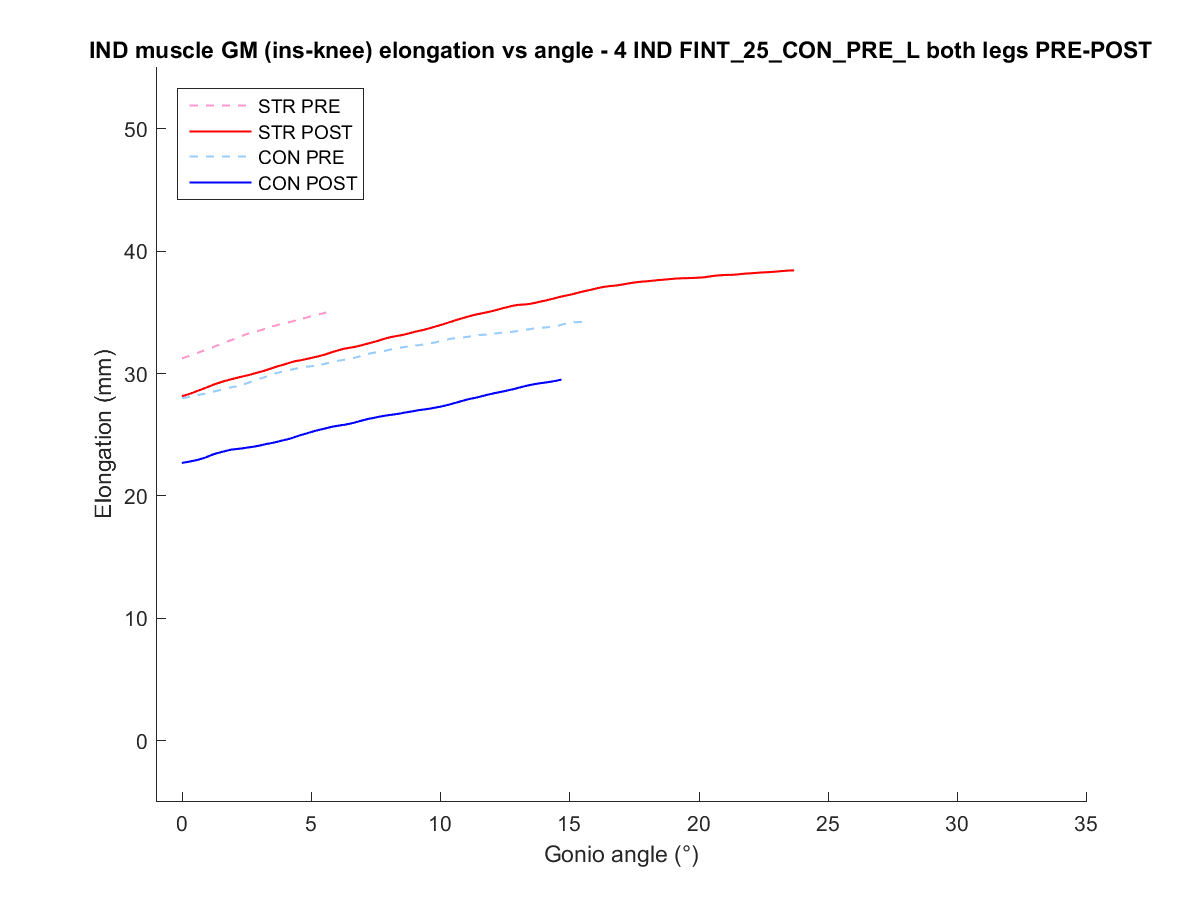 IND muscle GM (ins-knee) elongation vs angle - 4 IND FINT_25_CON_PRE_L both legs PRE-POST
STR PRE
STR POST
CON PRE
CON POST
50
40
30
20
10
0
Elongation (mm)
0 5 10 15 20 25 30 35
Gonio angle (°)